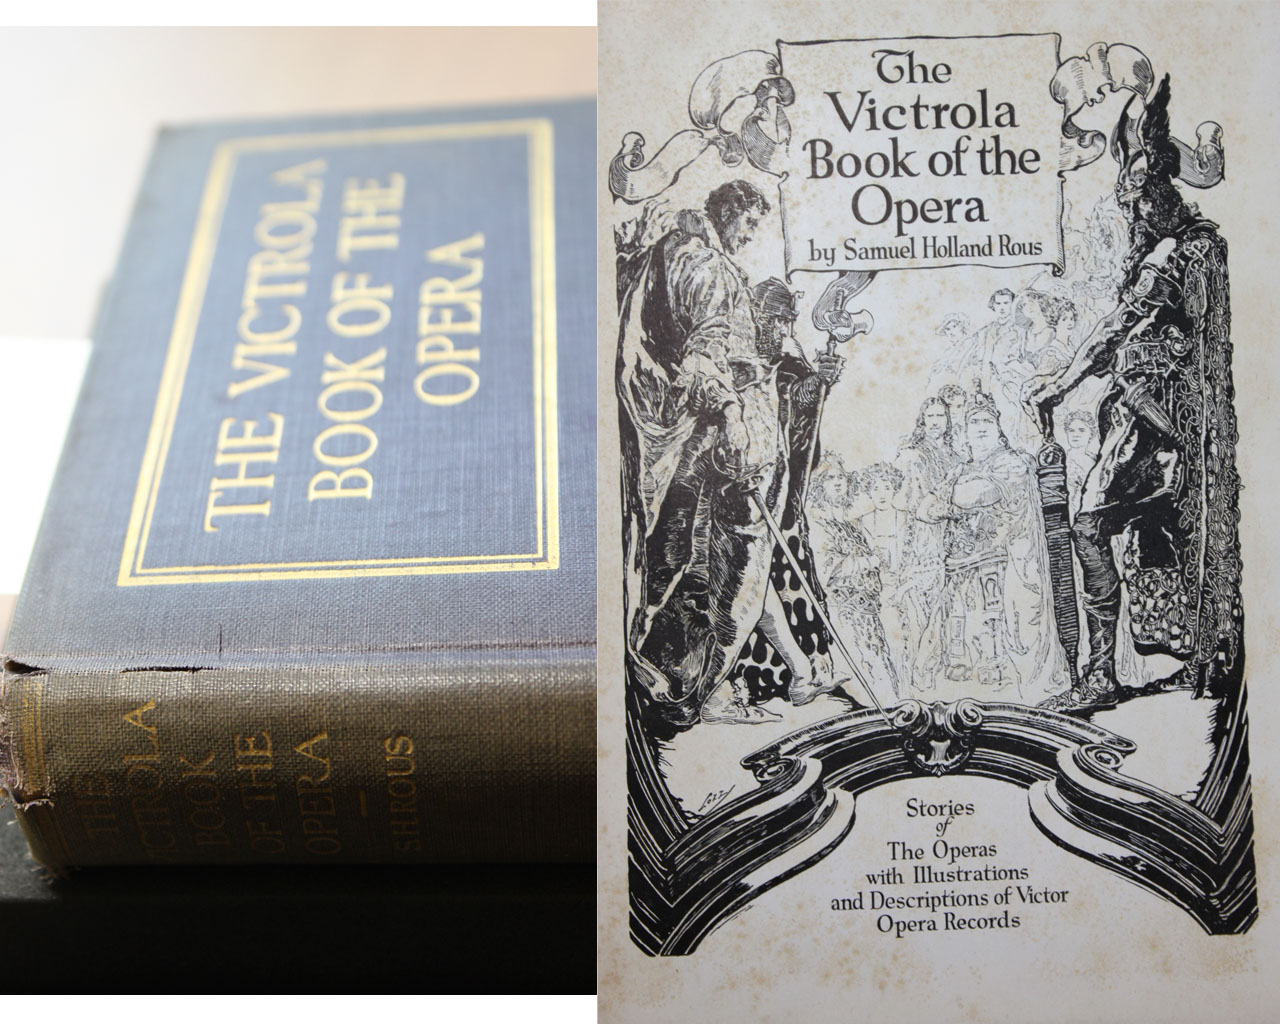 THE VICTROLA
BOOK OF THE
OPERA
THE
VICTROLA
BOOK
OF THE
OPERA
—
SHROUS
The
Victrola
Book of the
Opera
by Samuel Holland Rous
Stories
of
The Operas
with Illustrations
and Descriptions of Victor
Opera Records